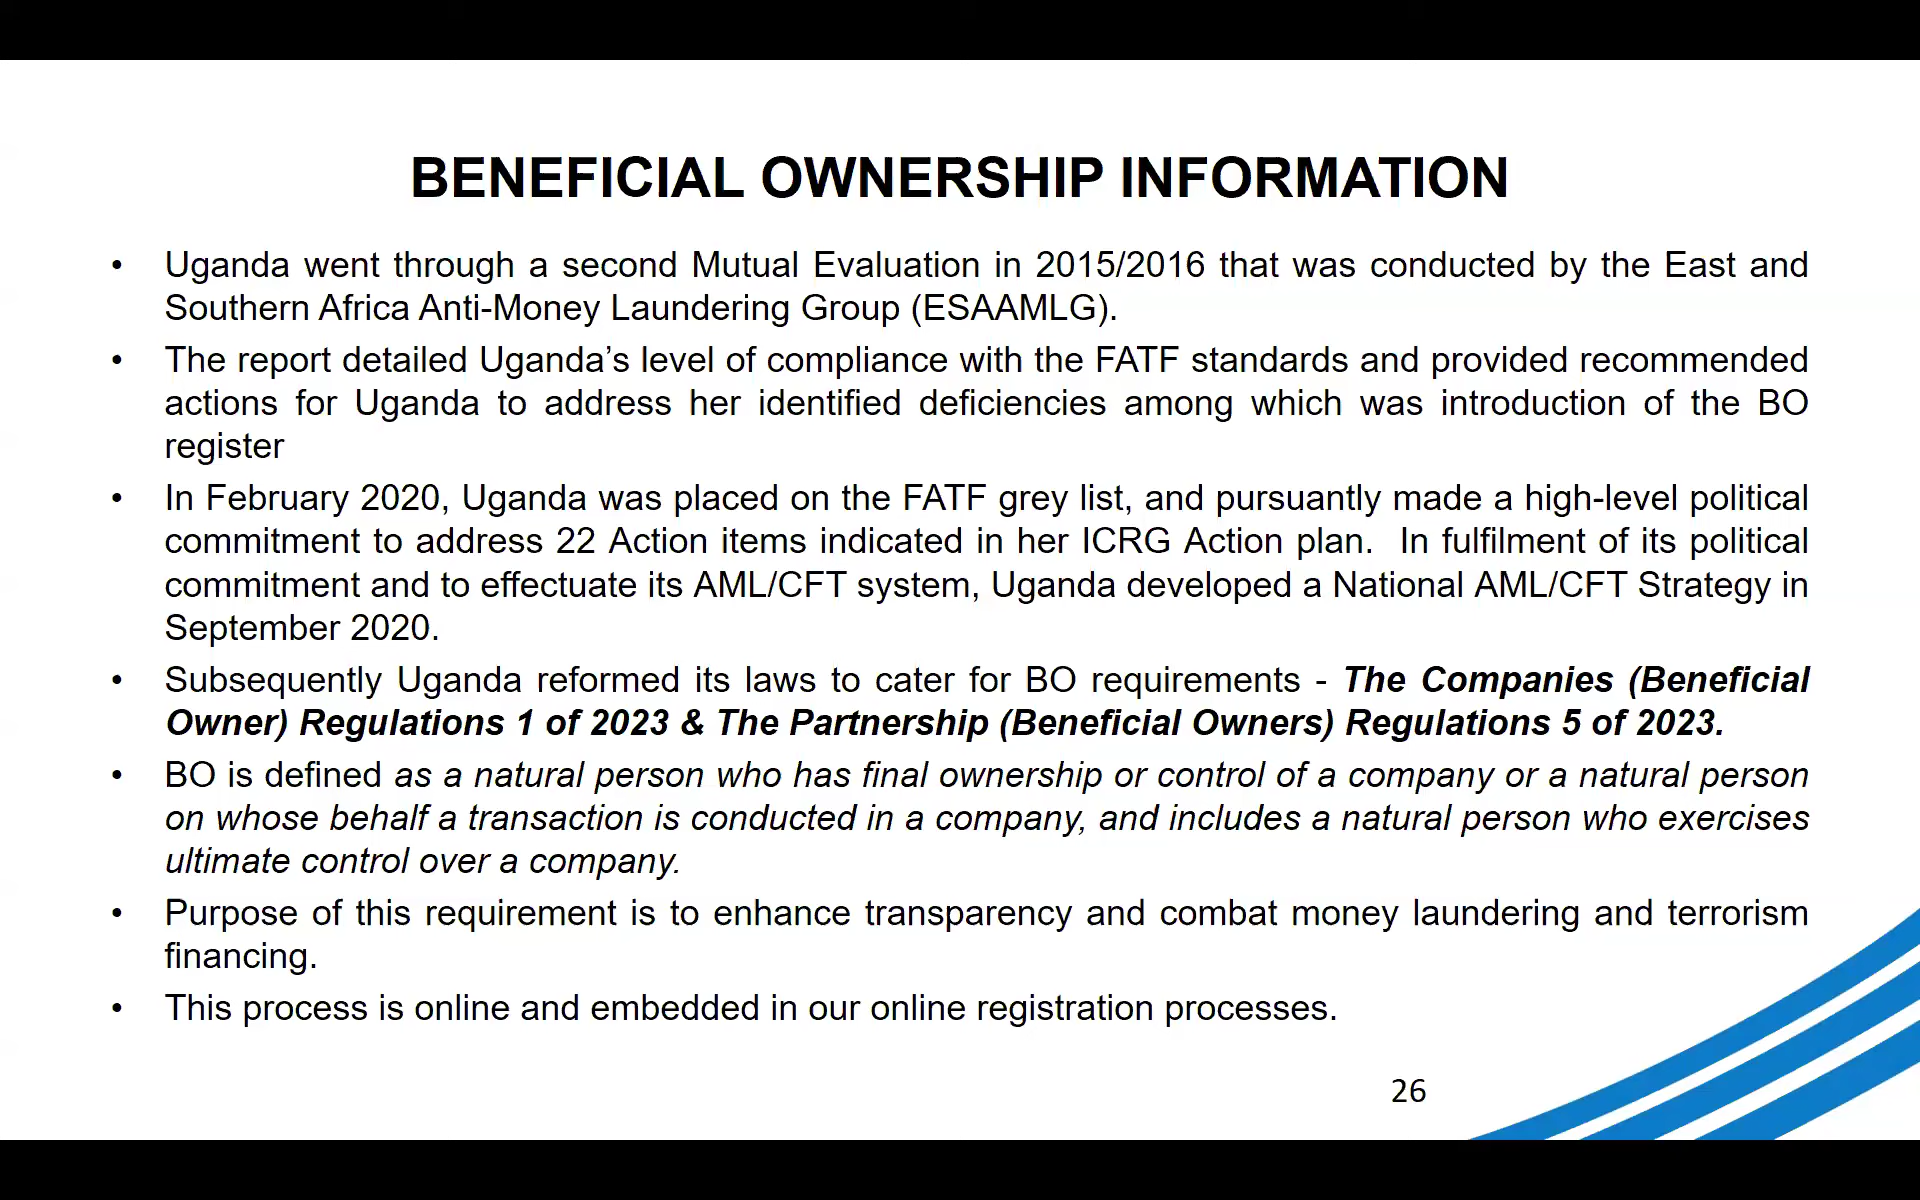 BENEFICIAL OWNERSHIP INFORMATION
• Uganda went through a second Mutual Evaluation in 2015/2016 that was conducted by the East and
Southern Africa Anti-Money Laundering Group (ESAAMLG).
• The report detailed Uganda’s level of compliance with the FATF standards and provided recommended
actions for Uganda to address her identified deficiencies among which was introduction of the BO
register
• In February 2020, Uganda was placed on the FATF grey list, and pursuantly made a high-level political
commitment to address 22 Action items indicated in her ICRG Action plan.  In fulfilment of its political
commitment and to effectuate its AML/CFT system, Uganda developed a National AML/CFT Strategy in
September 2020.
• Subsequently Uganda reformed its laws to cater for BO requirements - The Companies (Beneficial
Owner) Regulations 1 of 2023 & The Partnership (Beneficial Owners) Regulations 5 of 2023.
• BO is defined as a natural person who has final ownership or control of a company or a natural person
on whose behalf a transaction is conducted in a company, and includes a natural person who exercises
ultimate control over a company.
• Purpose of this requirement is to enhance transparency and combat money laundering and terrorism
financing.
• This process is online and embedded in our online registration processes.
26